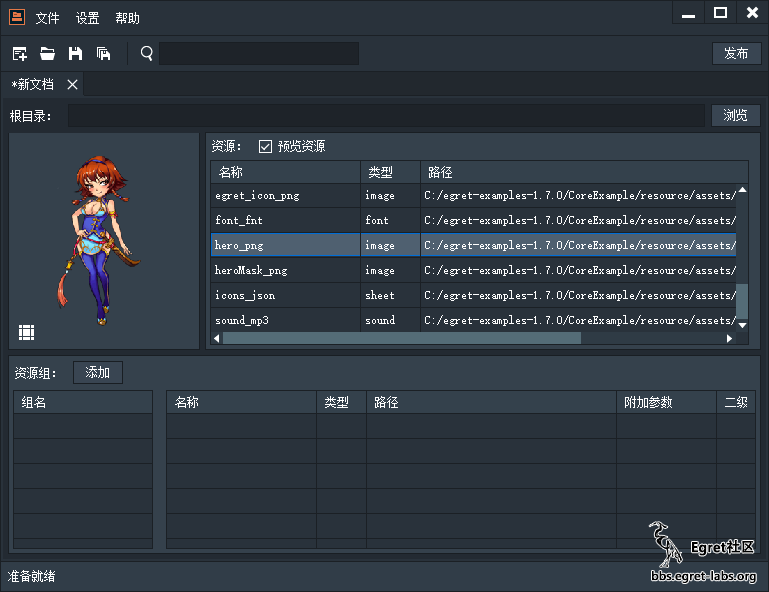 文件 设置 帮助
发布
*新文档
根目录： 浏览
资源： 预览资源
名称 类型 路径
egret_icon_png image C:/egret-examples-1.7.0/CoreExample/resource/assets/
font_fnt font C:/egret-examples-1.7.0/CoreExample/resource/assets/
hero_png image C:/egret-examples-1.7.0/CoreExample/resource/assets/
heroMask_png image C:/egret-examples-1.7.0/CoreExample/resource/assets/
icons_json sheet C:/egret-examples-1.7.0/CoreExample/resource/assets/
sound_mp3 sound C:/egret-examples-1.7.0/CoreExample/resource/assets/
资源组： 添加
组名 名称 类型 路径 附加参数 二级
Egret社区
bbs.egret-labs.org
准备就绪